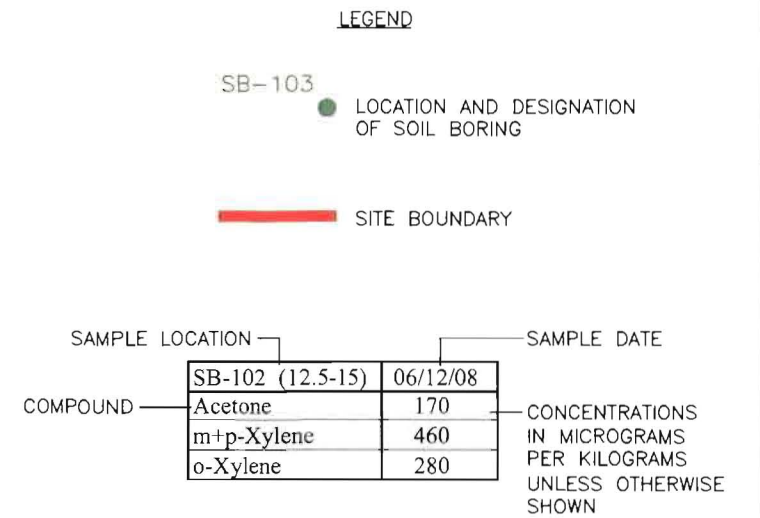 LEGEND
SB-103
LOCATION AND DESIGNATION
OF SOIL BORING
SITE BOUNDARY
SAMPLE LOCATION
SAMPLE DATE
SB-102 (12.5-15) 06/12/08
COMPOUND
Acetone 170
m+p-Xylene 460
o-Xylene 280
CONCENTRATIONS
IN MICROGRAMS
PER KILOGRAMS
UNLESS OTHERWISE
SHOWN